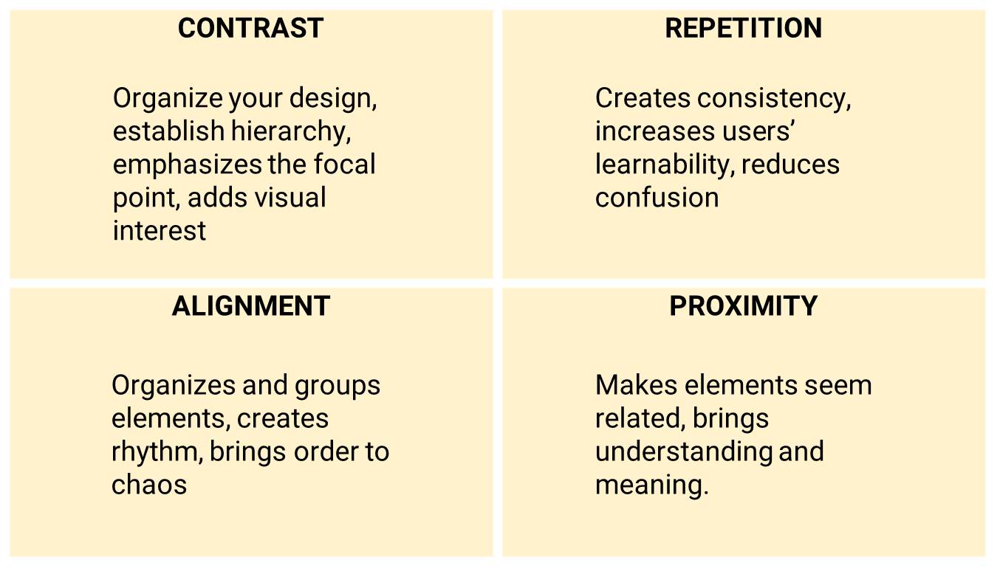 CONTRAST
Organize your design,
establish hierarchy,
emphasizes the focal
point, adds visual
interest
REPETITION
Creates consistency,
increases users’
learnability, reduces
confusion
ALIGNMENT
Organizes and groups
elements, creates
rhythm, brings order to
chaos
PROXIMITY
Makes elements seem
related, brings
understanding and
meaning.